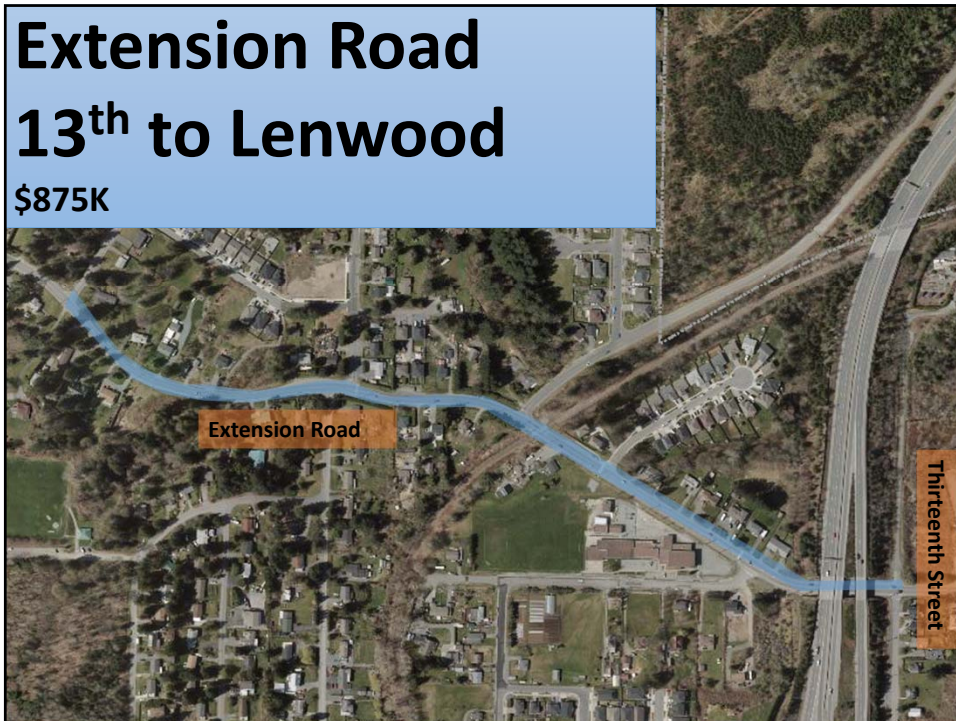 Extension Road
13th to Lenwood
$875K
Extension Road
Thirteenth Street